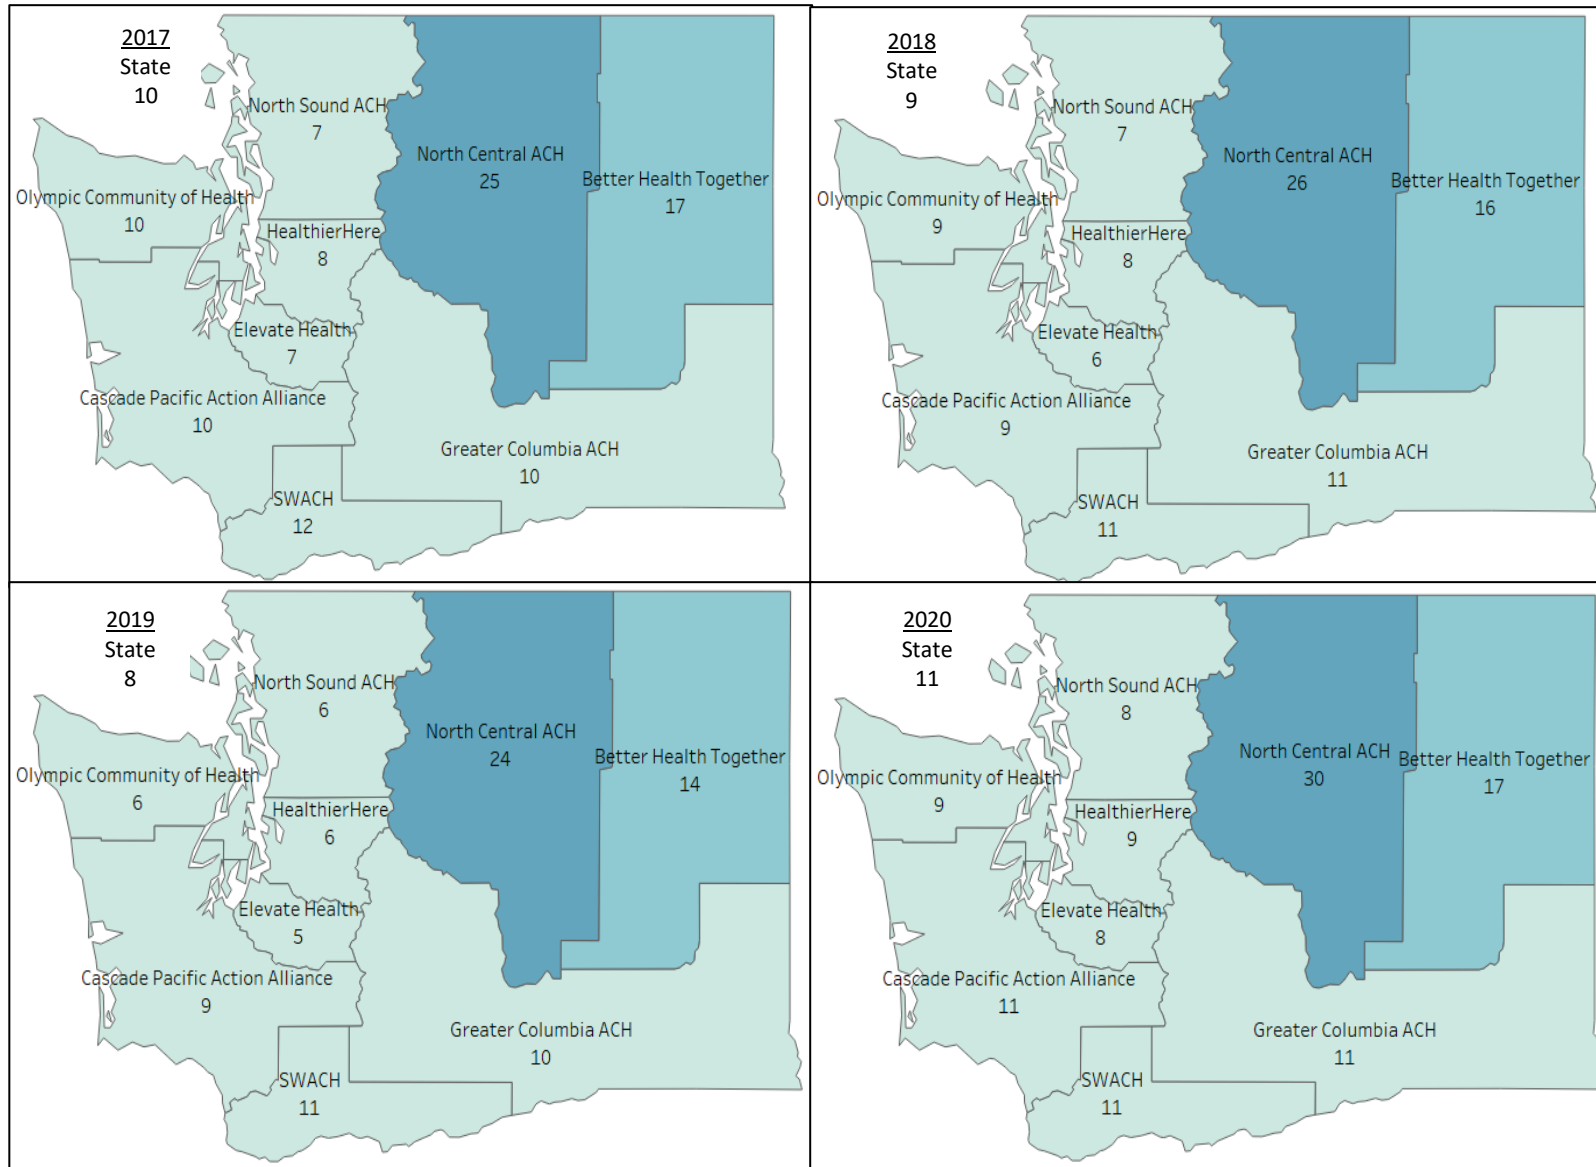 2017
State
10
North Sound ACH
7
North Central ACH
25
Better Health Together
17
Olympic Community of Health
10
HealthierHere
8
Elevate Health
7
Cascade Pacific Action Alliance
10
Greater Columbia ACH
10
SWACH
12
2018
State
9
North Sound ACH
7
North Central ACH
26
Better Health Together
16
Olympic Community of Health
9
HealthierHere
8
Elevate Health
6
Cascade Pacific Action Alliance
9
Greater Columbia ACH
11
SWACH
11
2019
State
8
North Sound ACH
6
North Central ACH
24
Better Health Together
14
Olympic Community of Health
6
HealthierHere
6
Elevate Health
5
Cascade Pacific Action Alliance
9
Greater Columbia ACH
10
SWACH
11
2020
State
11
North Sound ACH
8
North Central ACH
30
Better Health Together
17
Olympic Community of Health
9
HealthierHere
9
Elevate Health
8
Cascade Pacific Action Alliance
11
Greater Columbia ACH
11
SWACH
11